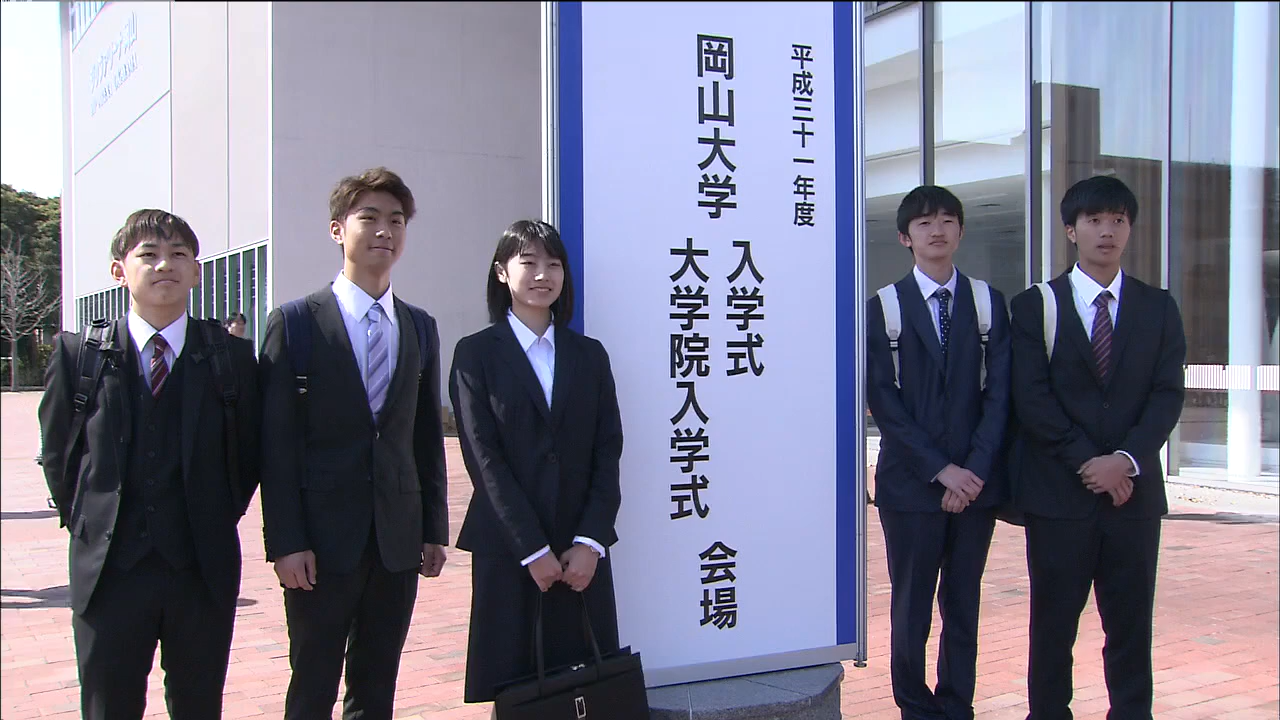 平成三十一年度
岡山大学
入学式
大学院入学式
会場